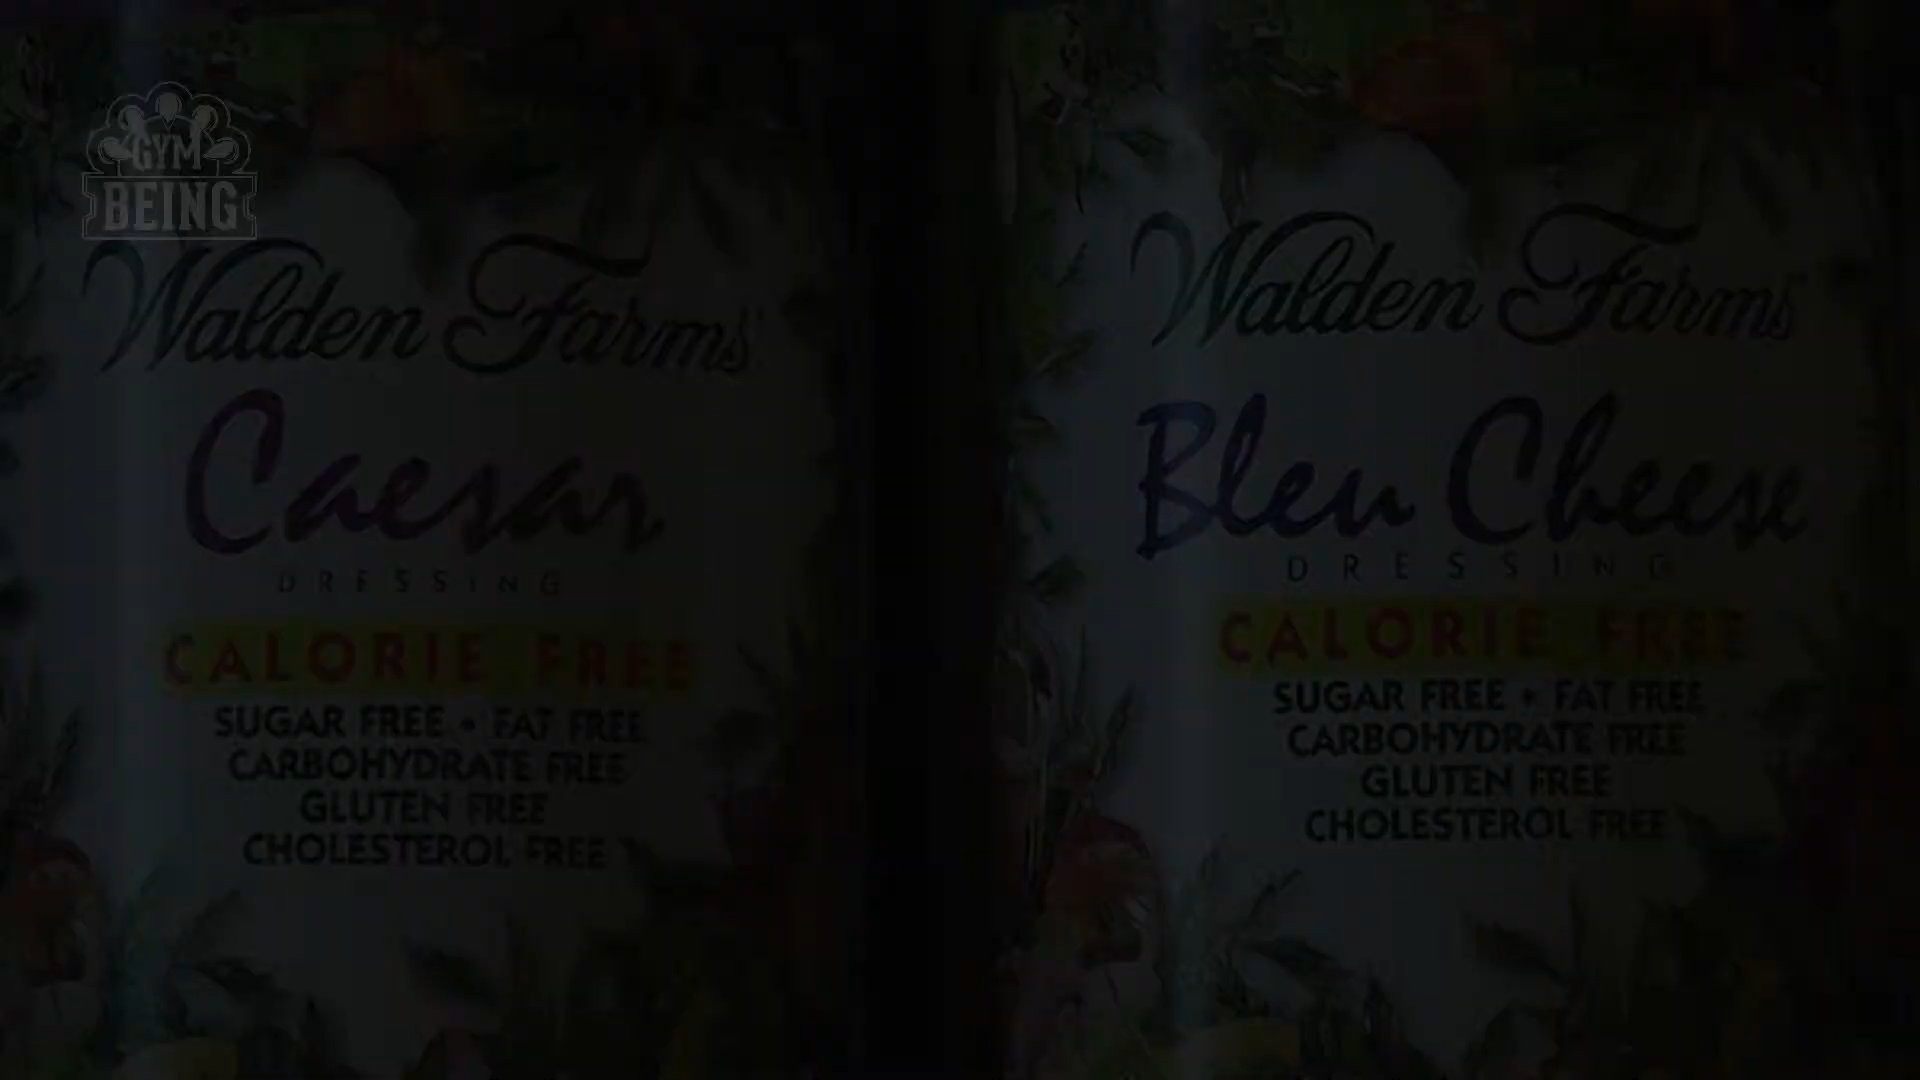 GYM
BEING
Walden Farms
Caesar
DRESSING
CALORIE FREE
SUGAR FREE • FAT FREE
CARBOHYDRATE FREE
GLUTEN FREE
CHOLESTEROL FREE
Walden Farms
Bleu Cheese
DRESSING
CALORIE FREE
SUGAR FREE • FAT FREE
CARBOHYDRATE FREE
GLUTEN FREE
CHOLESTEROL FREE